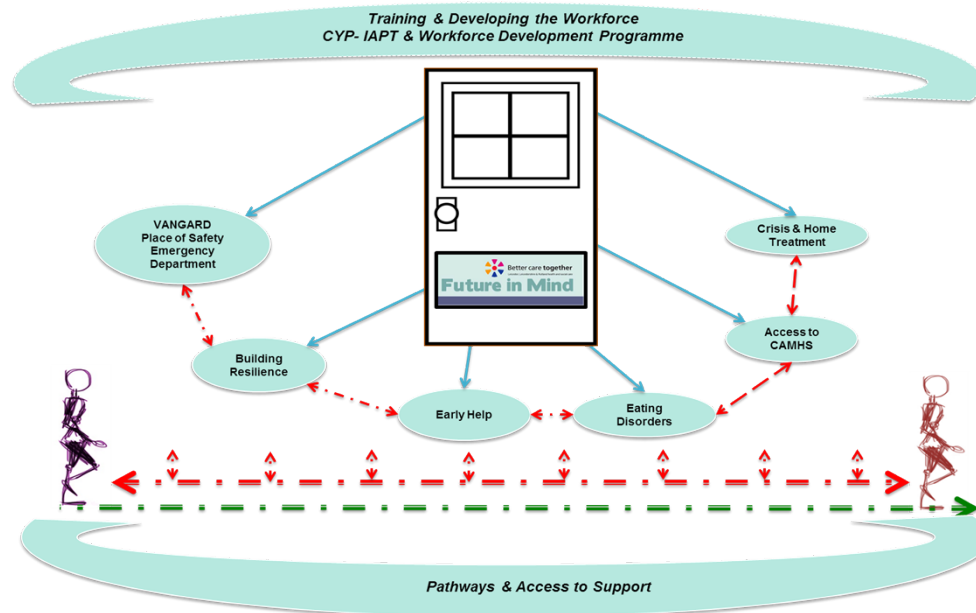 Training & Developing the Workforce
CYP- IAPT & Workforce Development Programme
VANGARD
Place of Safety
Emergency
Department
Crisis & Home
Treatment
Better care together
Future in Mind
Access to
CAMHS
Building
Resilience
Early Help
Eating
Disorders
Pathways & Access to Support